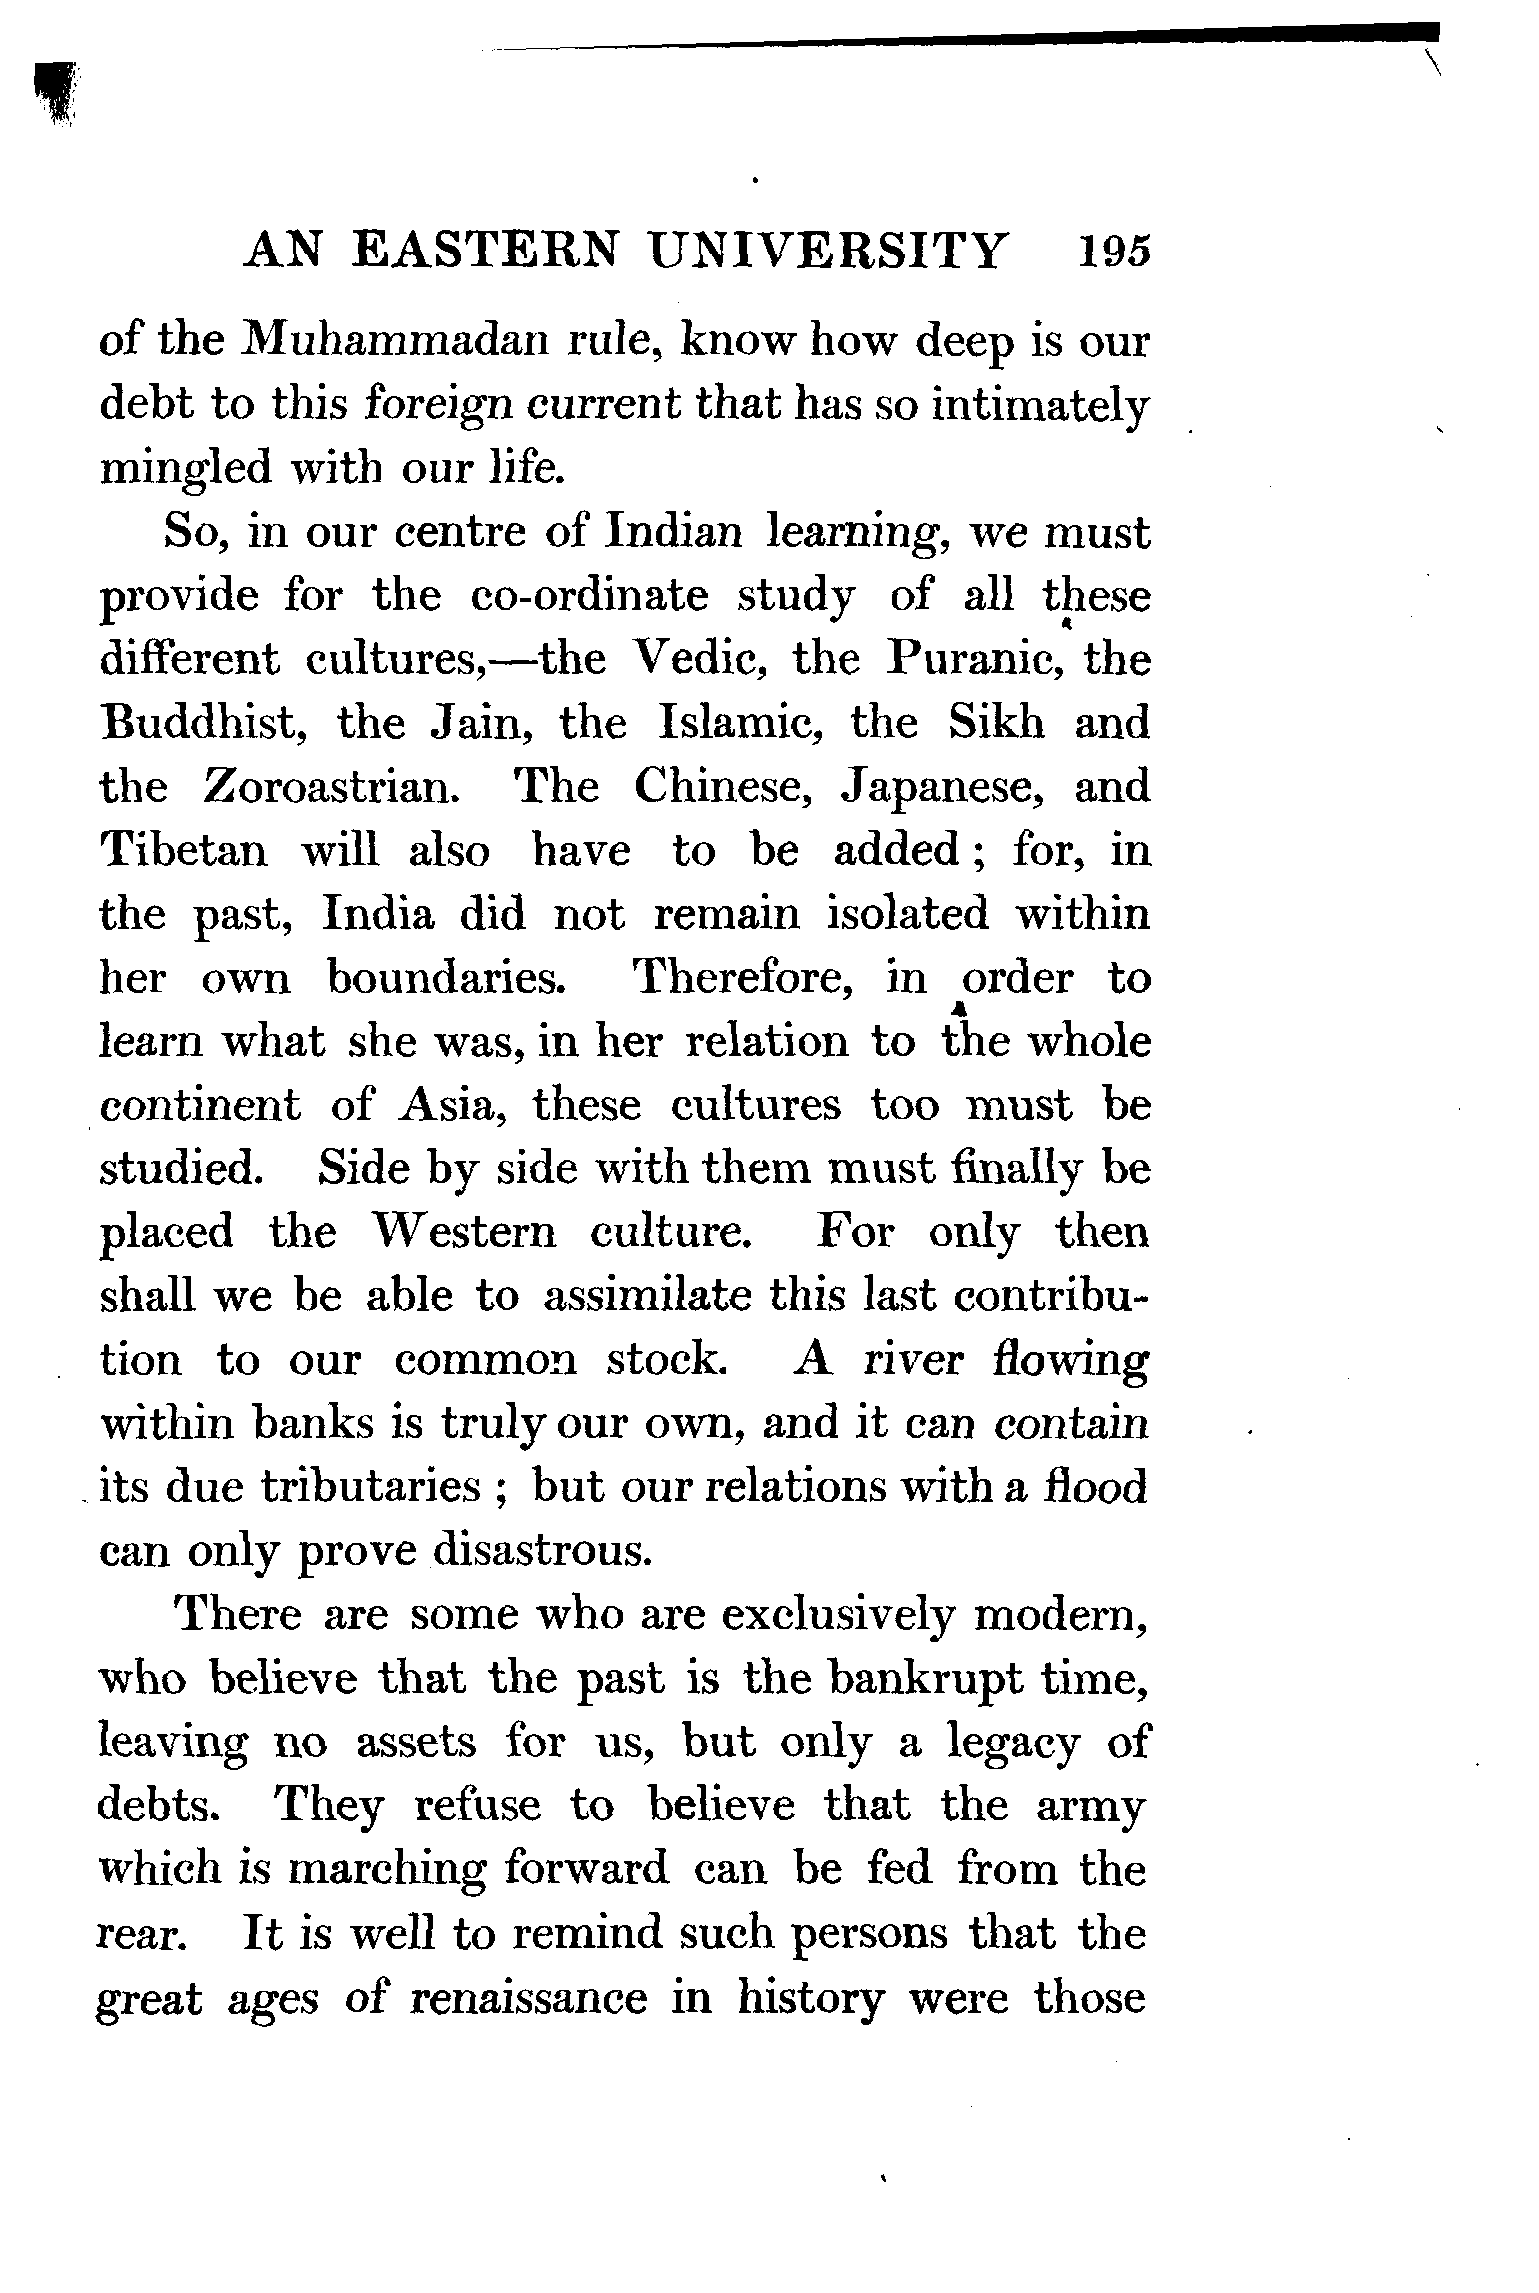 AN EASTERN UNIVERSITY 195
of the Muhammadan rule, know how deep is our
debt to this foreign current that has so intimately
mingled with our life.
So, in our centre of Indian learning, we must
provide for the co-ordinate study of all these
different cultures,—the Vedic, the Puranic, the
Buddhist, the Jain, the Islamic, the Sikh and
the Zoroastrian. The Chinese, Japanese, and
Tibetan will also have to be added ; for, in
the past, India did not remain isolated within
her own boundaries. Therefore, in order to
learn what she was, in her relation to the whole
continent of Asia, these cultures too must be
studied. Side by side with them must finally be
placed the Western culture. For only then
shall we be able to assimilate this last contribu-
tion to our common stock. A river flowing
within banks is truly our own, and it can contain
its due tributaries ; but our relations with a flood
can only prove disastrous.
There are some who are exclusively modern,
who believe that the past is the bankrupt time,
leaving no assets for us, but only a legacy of
debts. They refuse to believe that the army
which is marching forward can be fed from the
rear. It is well to remind such persons that the
great ages of renaissance in history were those